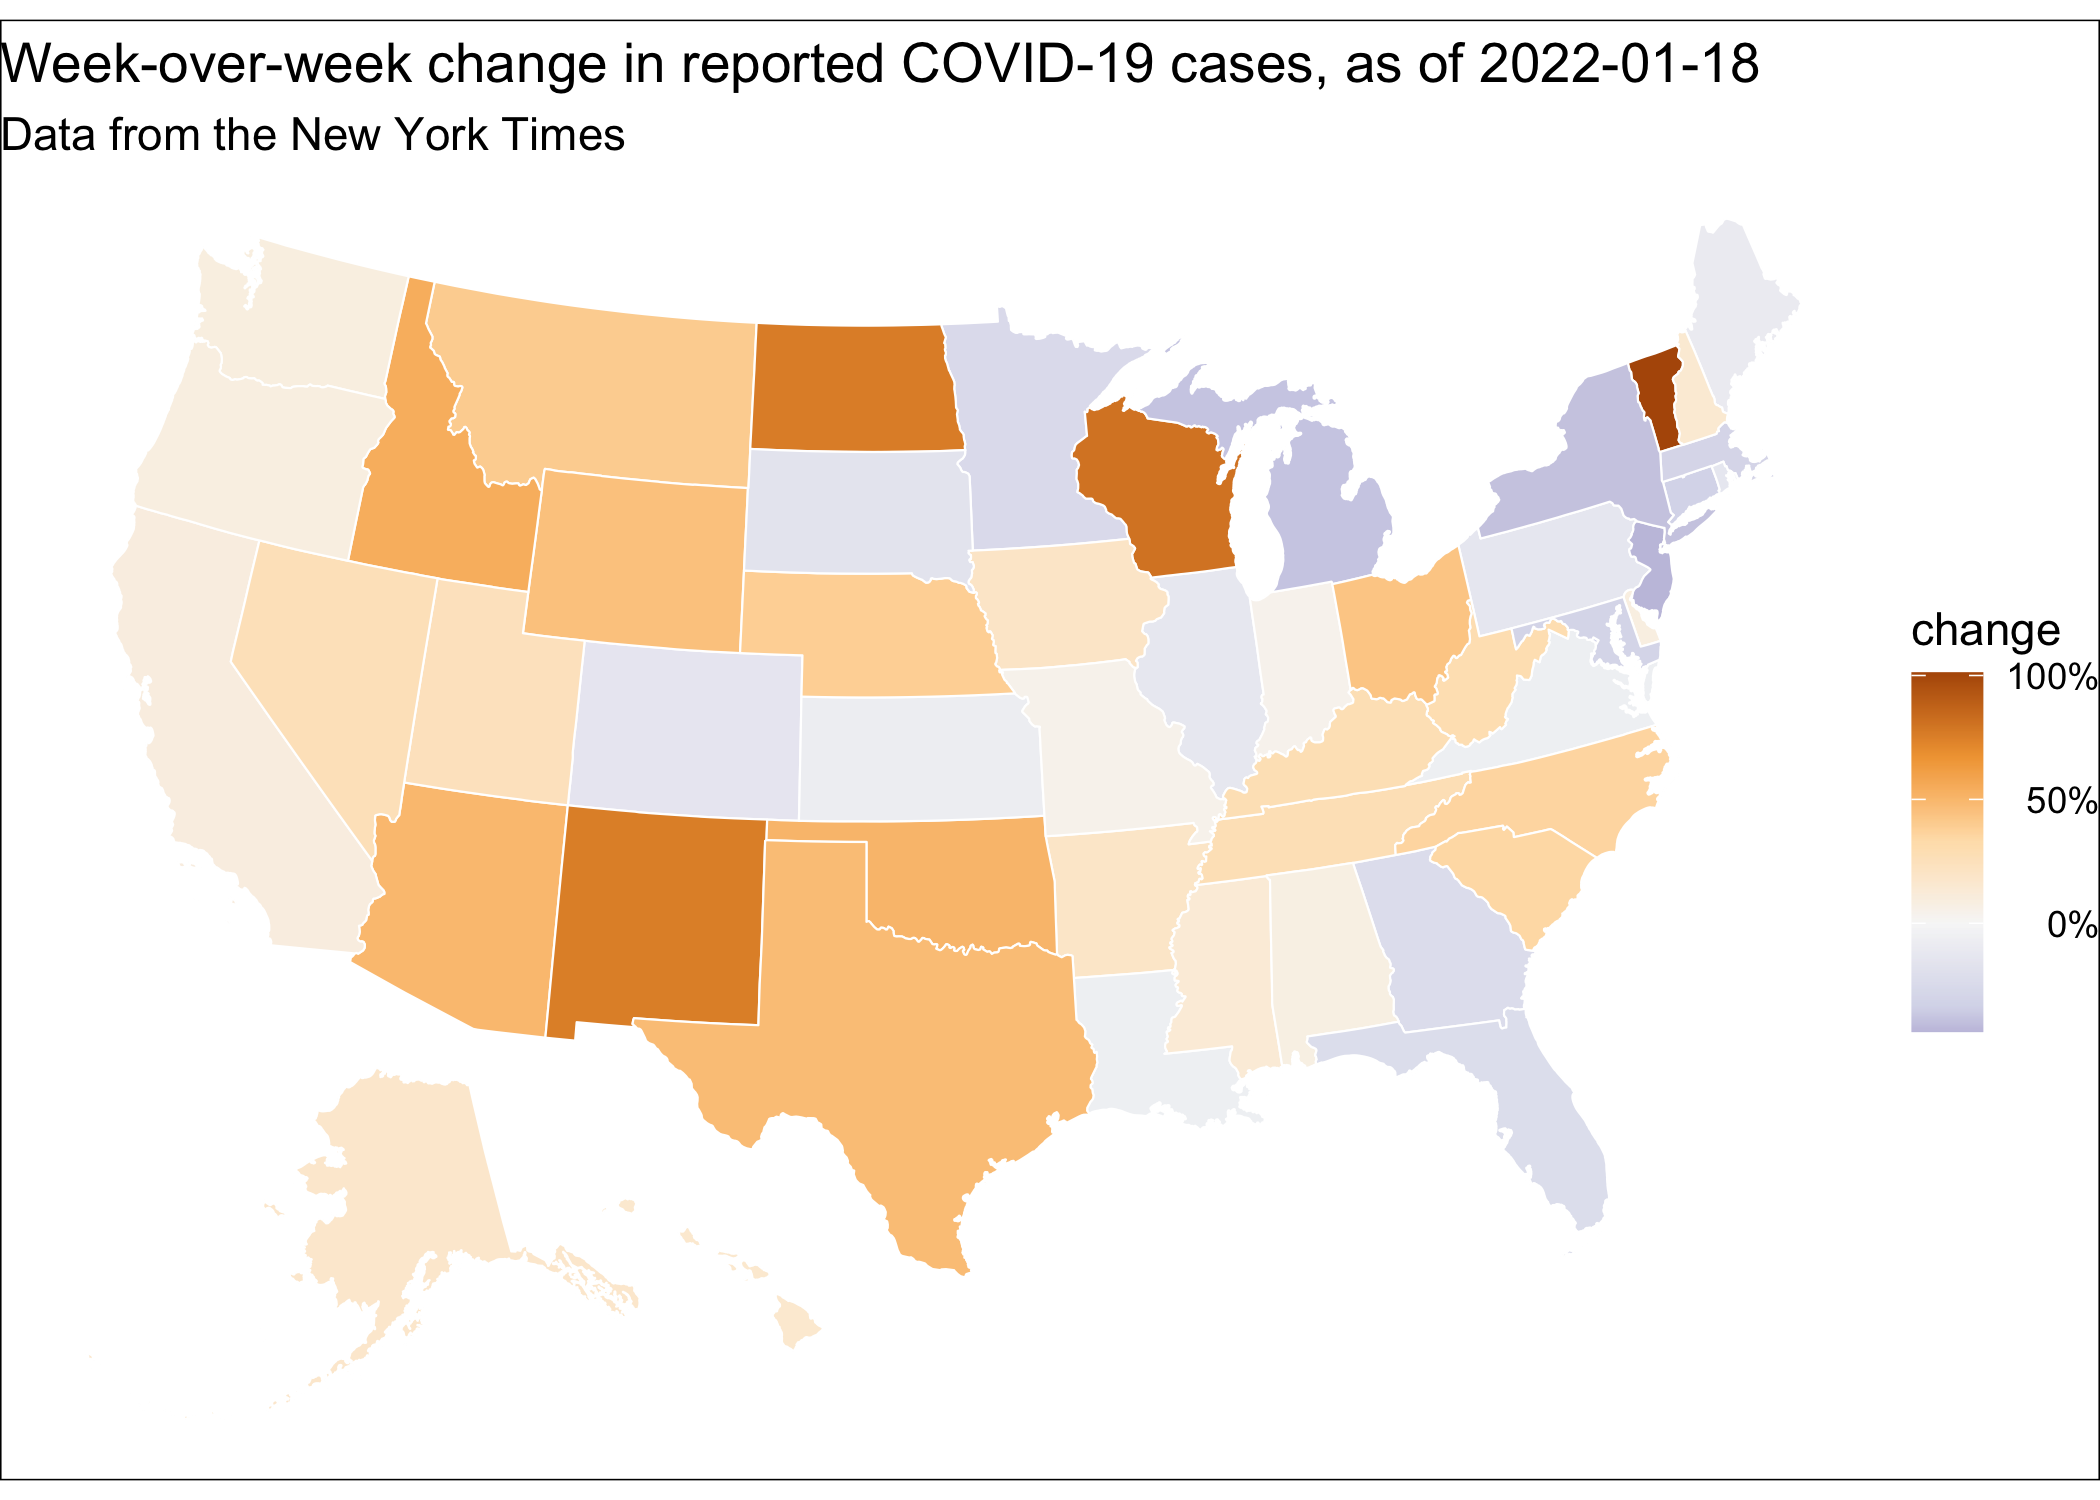 Week-over-week change in reported COVID-19 cases, as of 2022-01-18
Data from the New York Times
change
100%
50%
0%